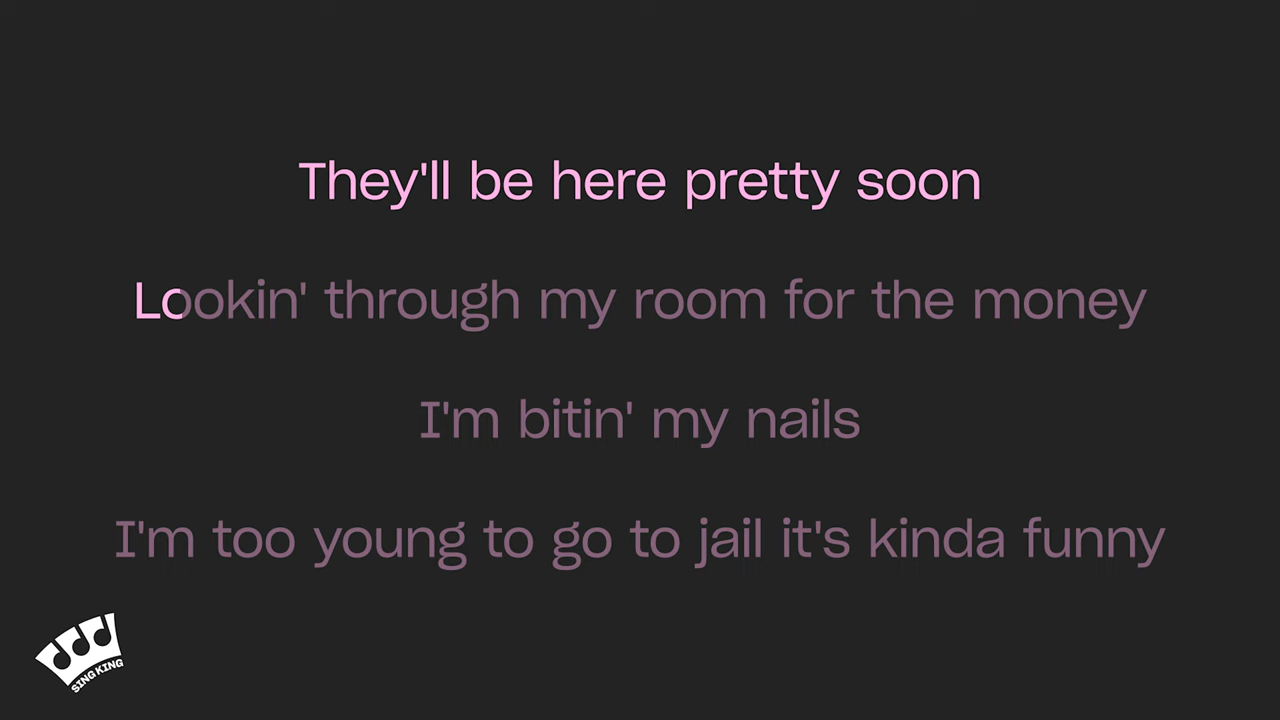 They'll be here pretty soon
Lookin' through my room for the money
I'm bitin' my nails
I'm too young to go to jail it's kinda funny
SING KING